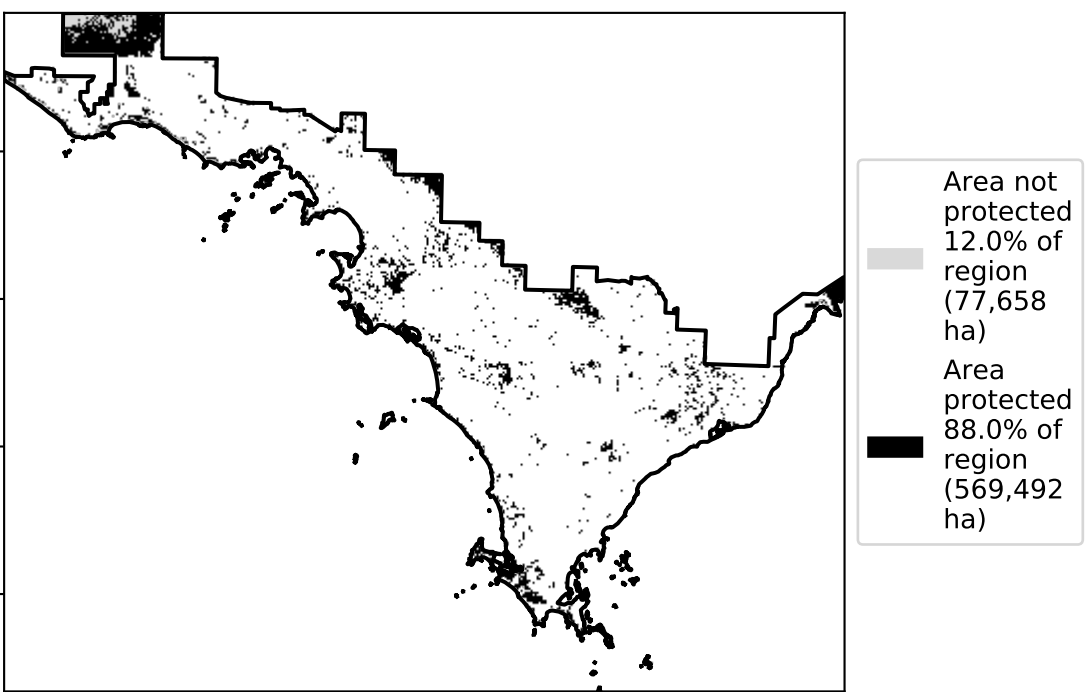 Area not
protected
12.0% of
region
(77,658
ha)
Area
protected
88.0% of
region
(569,492
ha)